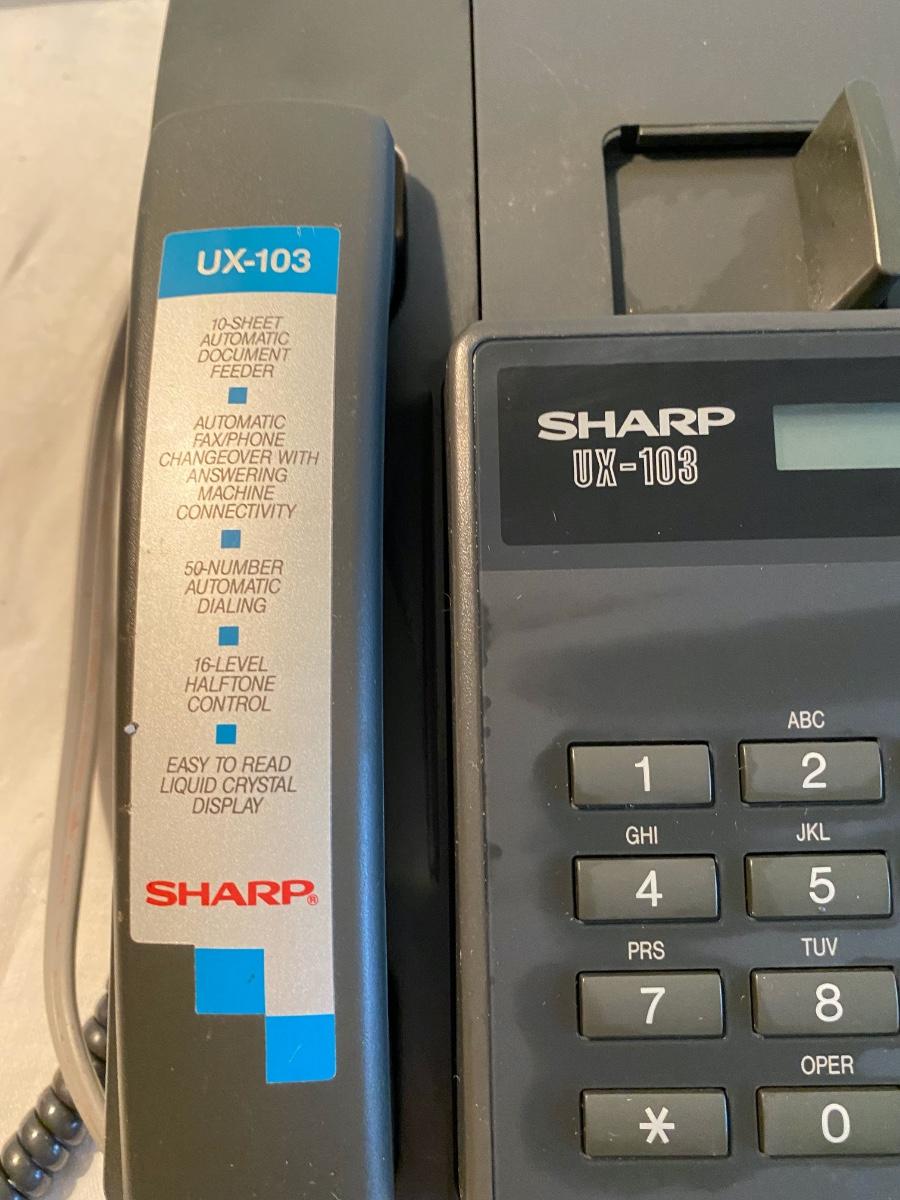 UX-103
10-SHEET
AUTOMATIC
DOCUMENT
FEEDER
AUTOMATIC
FAX/PHONE
CHANGEOVER WITH
ANSWERING
MACHINE
CONNECTIVITY
50-NUMBER
AUTOMATIC
DIALING
16-LEVEL
HALFTONE
CONTROL
EASY TO READ
LIQUID CRYSTAL
DISPLAY
SHARP®
SHARP
UX-103
ABC
1 2
GHI JKL
4 5
PRS TUV
7 8
OPER
* 0